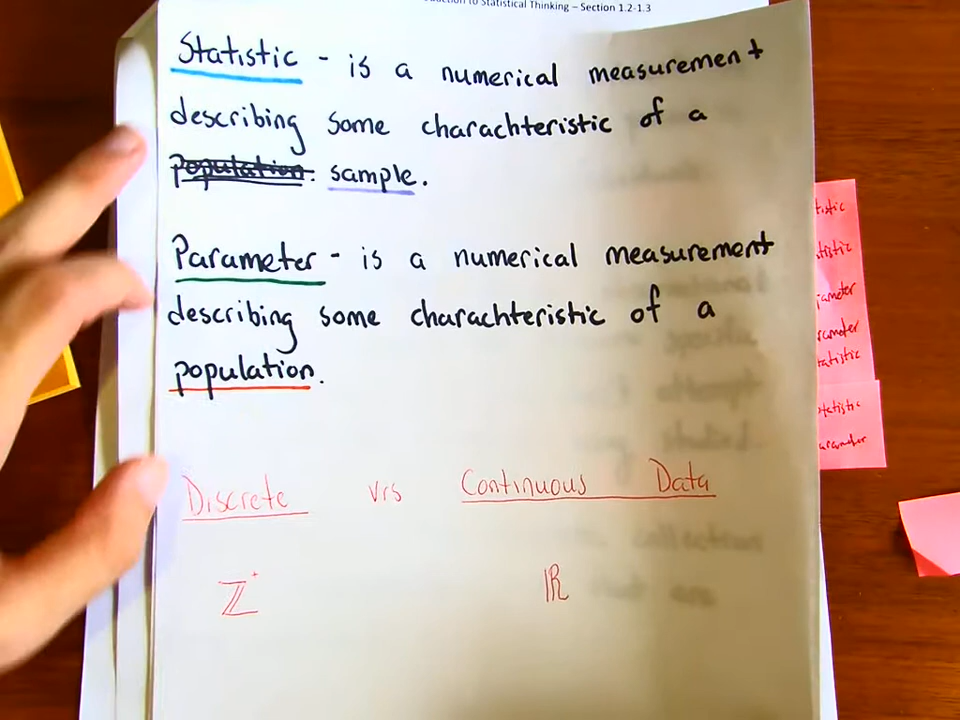 to Statistical Thinking – Section 1.2-1.3
Statistic - is a numerical measurement
describing some charachteristic of a
population. sample.
Parameter - is a numerical measurement
describing some charachteristic of a
population.
Discrete vrs Continuous Data
ℤ⁺ ℝ